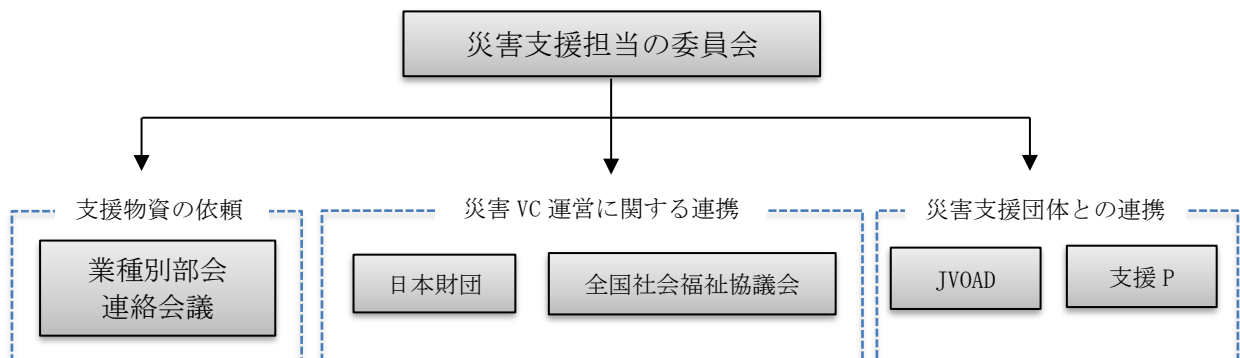 災害支援担当の委員会
支援物資の依頼
災害 VC 運営に関する連携
災害支援団体との連携
業種別部会
連絡会議
日本財団
全国社会福祉協議会
JVOAD
支援 P